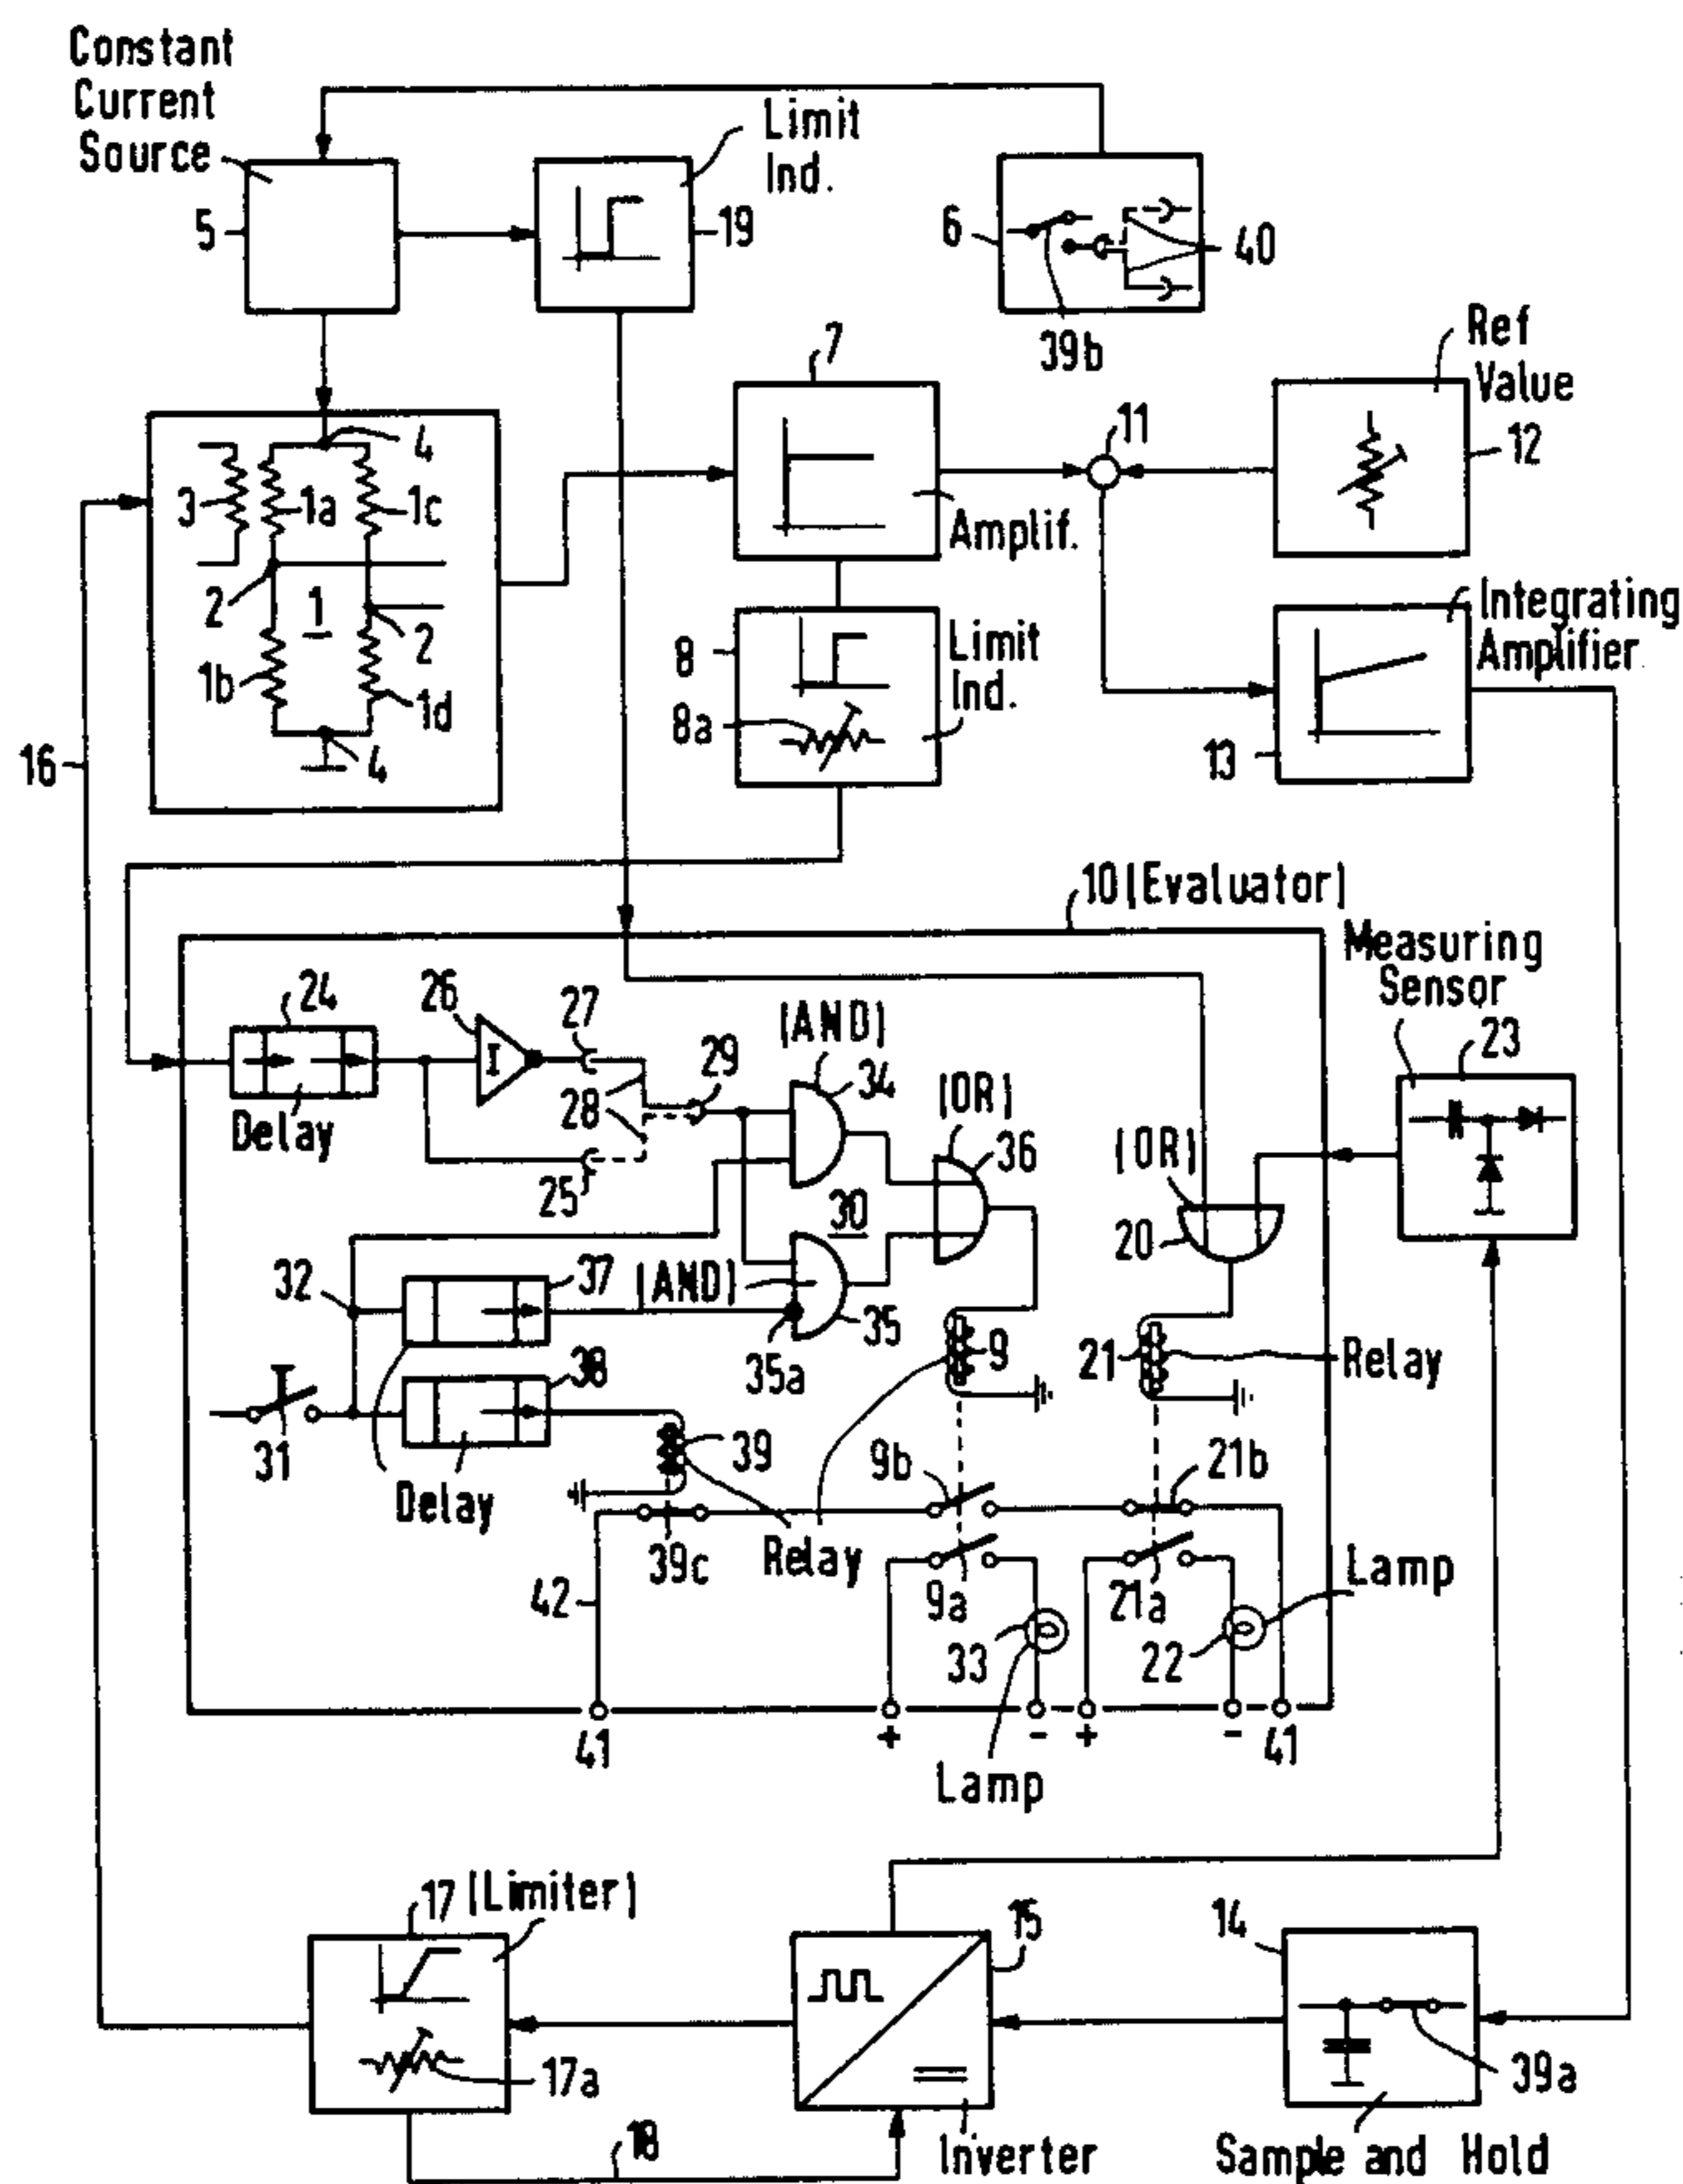 Constant
Current
Source
Limit
Ind.
5
19
6
40
39b
7
Ref
Value
11
12
4
3
1a
1c
Amplif.
2
1
2
8
Limit
Ind.
Integrating
Amplifier
1b
1d
8a
16
4
13
10 (Evaluator)
Measuring
Sensor
24
26
27
(AND)
29
23
I
34
(OR)
Delay
28
36
(OR)
25
30
20
32
37
(AND)
35
9
21
Relay
38
35a
31
39
9b
21b
Delay
39c
Relay
9a
21a
Lamp
42
33
22
41
+
-
+
-
41
Lamp
17 (Limiter)
15
14
17a
39a
18
Inverter
Sample and Hold